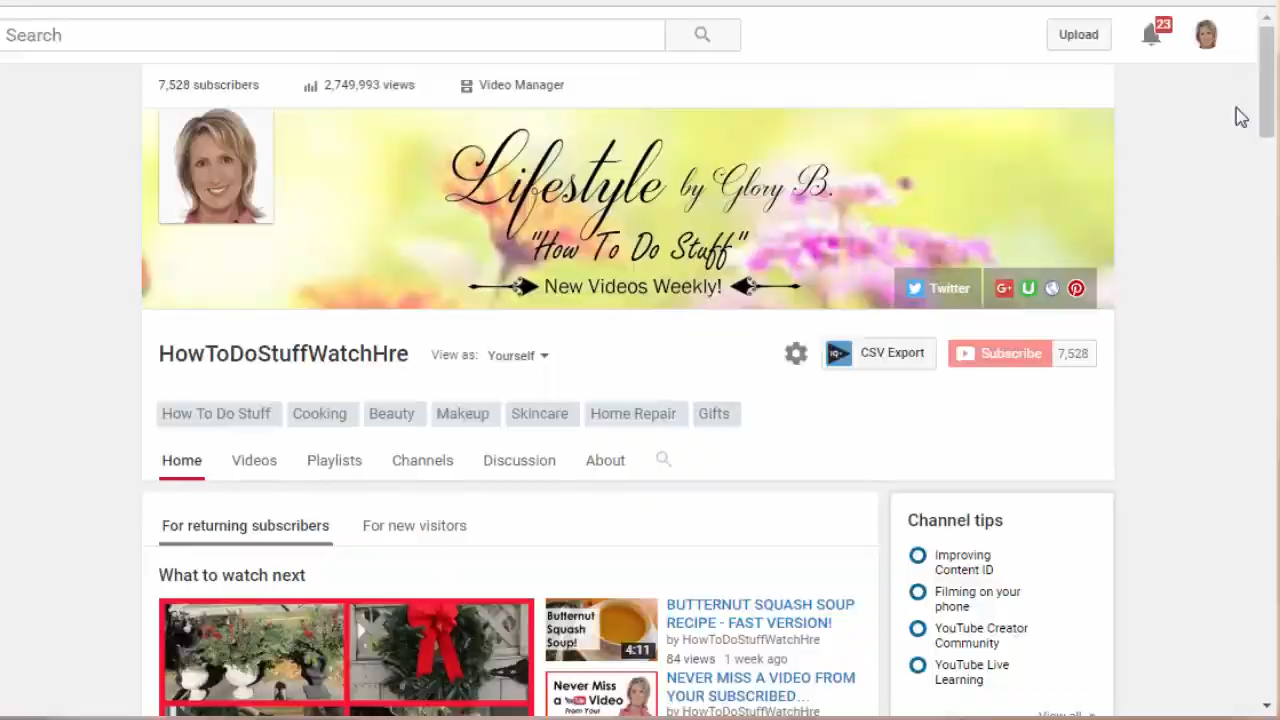 Search
Upload
23
7,528 subscribers
2,749,993 views
Video Manager
Lifestyle by Glory B.
"How To Do Stuff"
New Videos Weekly!
Twitter
HowToDoStuffWatchHre
View as: Yourself
CSV Export
Subscribe
7,528
How To Do Stuff
Cooking
Beauty
Makeup
Skincare
Home Repair
Gifts
Home
Videos
Playlists
Channels
Discussion
About
For returning subscribers
For new visitors
What to watch next
Butternut
Squash
Soup!
4:11
BUTTERNUT SQUASH SOUP
RECIPE - FAST VERSION!
by HowToDoStuffWatchHre
84 views 1 week ago
Never Miss
a YouTube Video
From Your
NEVER MISS A VIDEO FROM
YOUR SUBSCRIBED...
by HowToDoStuffWatchHre
Channel tips
Improving
Content ID
Filming on your
phone
YouTube Creator
Community
YouTube Live
Learning
View all »